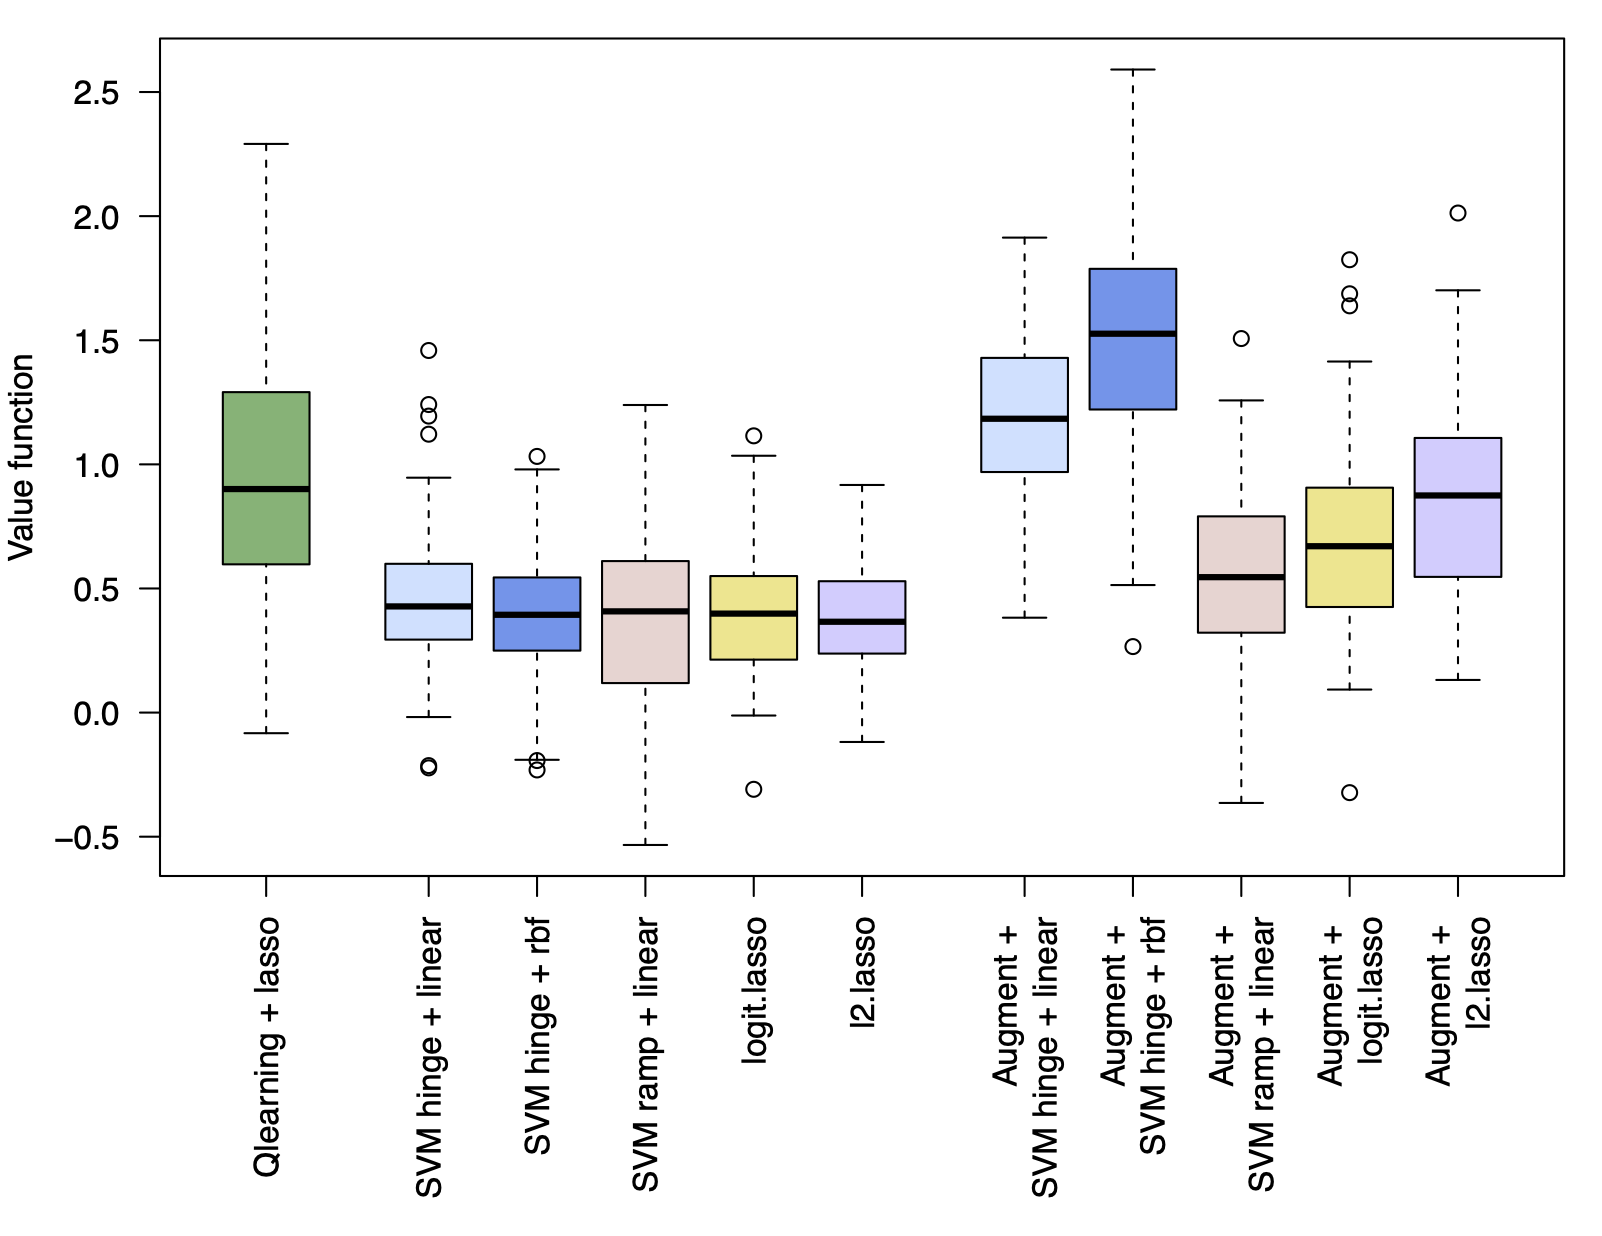 Value function
2.5
2.0
1.5
1.0
0.5
0.0
−0.5
Qlearning + lasso
SVM hinge + linear
SVM hinge + rbf
SVM ramp + linear
logit.lasso
l2.lasso
Augment +
SVM hinge + linear
Augment +
SVM hinge + rbf
Augment +
SVM ramp + linear
Augment +
logit.lasso
Augment +
l2.lasso